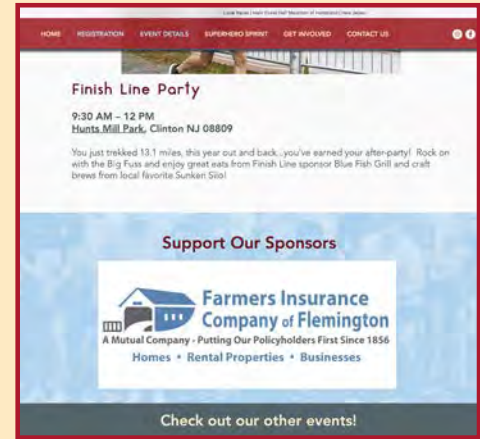 HOME REGISTRATION EVENT DETAILS SUPERHERO SPRINT GET INVOLVED CONTACT US
Finish Line Party
9:30 AM – 12 PM
Hunts Mill Park, Clinton NJ 08809
You just trekked 13.1 miles, this year out and back...you've earned your after-party! Rock on
with the Big Fuss and enjoy great eats from Finish Line sponsor Blue Fish Grill and craft
brews from local favorite Sunken Silo!
Support Our Sponsors
Farmers Insurance
Company of Flemington
A Mutual Company - Putting Our Policyholders First Since 1856
Homes • Rental Properties • Businesses
Check out our other events!